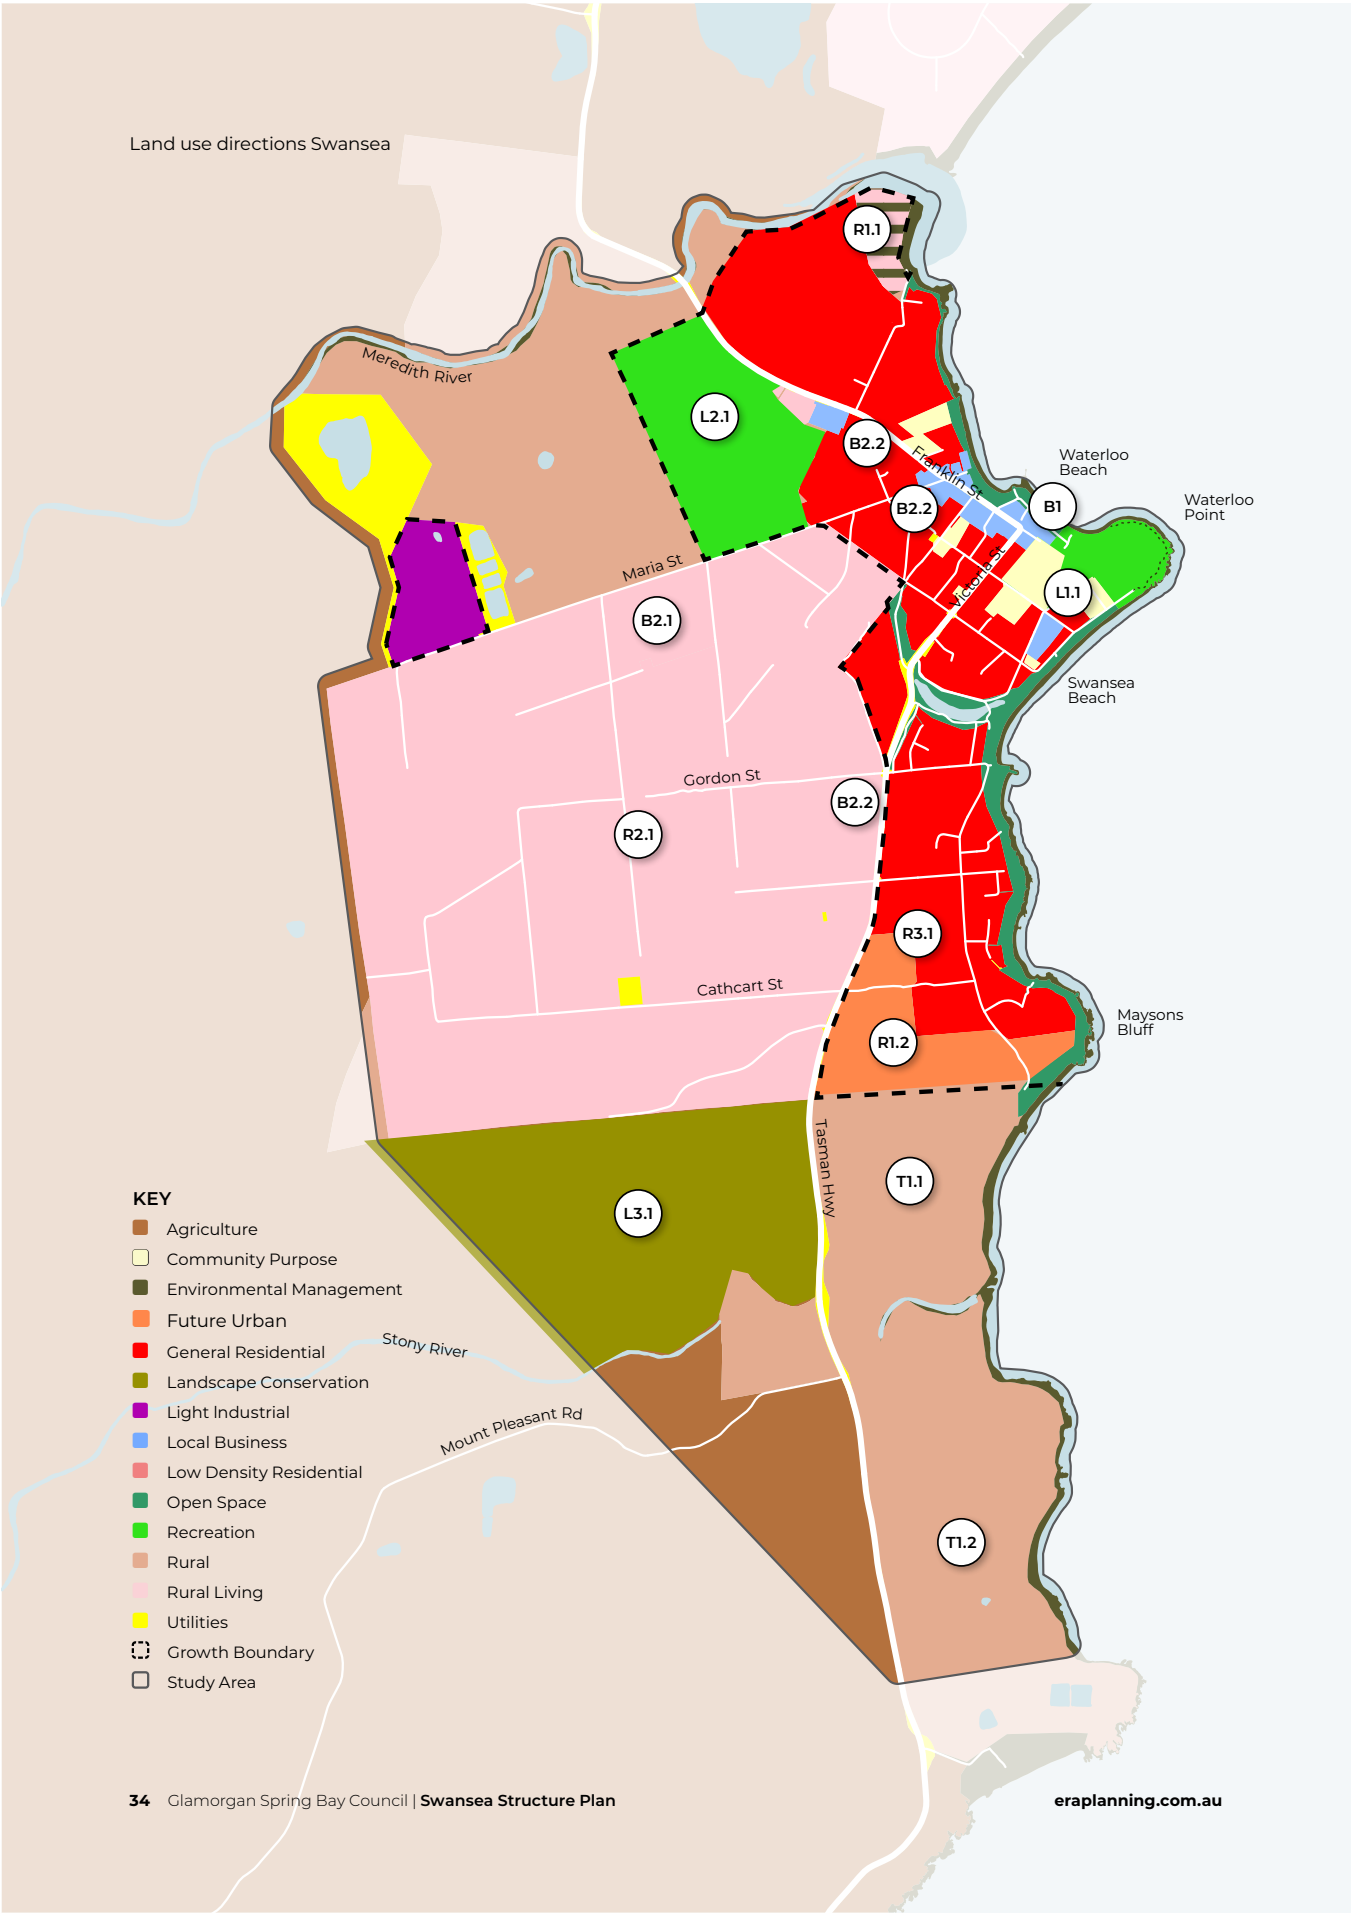 Land use directions Swansea
R1.1
Meredith River
L2.1
B2.2
Franklin St
Waterloo
Beach
B1
Waterloo
Point
B2.2
Maria St
Victoria St
L1.1
B2.1
Swansea
Beach
Gordon St
B2.2
R2.1
R3.1
Cathcart St
Maysons
Bluff
R1.2
Tasman Hwy
T1.1
L3.1
KEY
Agriculture
Community Purpose
Environmental Management
Future Urban
General Residential
Landscape Conservation
Light Industrial
Local Business
Low Density Residential
Open Space
Recreation
Rural
Rural Living
Utilities
Growth Boundary
Study Area
Stony River
Mount Pleasant Rd
T1.2
34 Glamorgan Spring Bay Council | Swansea Structure Plan
eraplanning.com.au